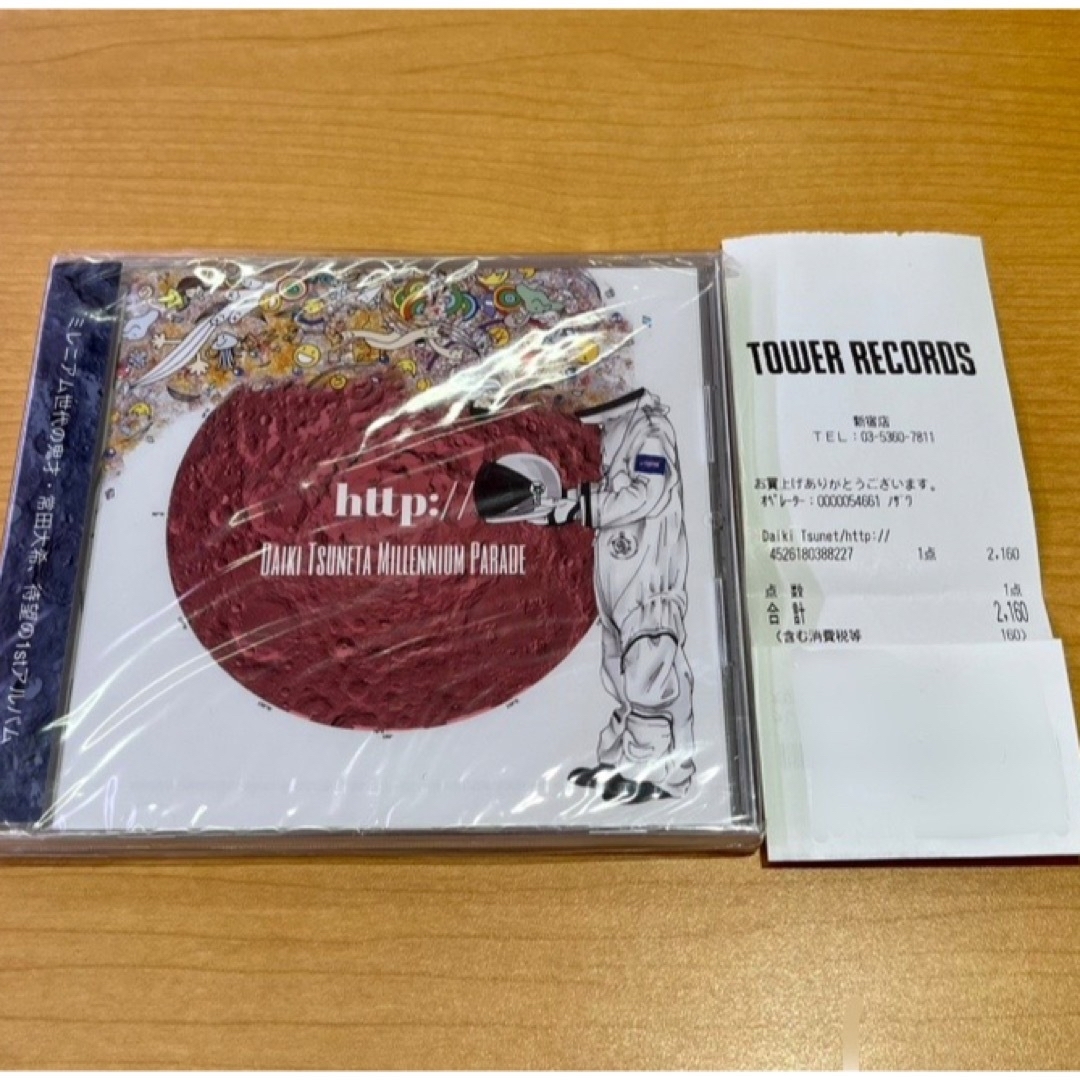 ミレニアム世代の鬼才・常田大希、待望の1stアルバム
http://
DAIKI TSUNETA MILLENNIUM PARADE
TOWER RECORDS
新宿店
TEL:03-5360-7811
お買上げありがとうございます。
ｵﾍﾟﾚｰﾀｰ:0000054661 ﾉｻﾞﾜ
Daiki Tsunet/http://
4526180388227 1点 2,160
点 数 1点
合 計 2,160
(含む消費税等 160)